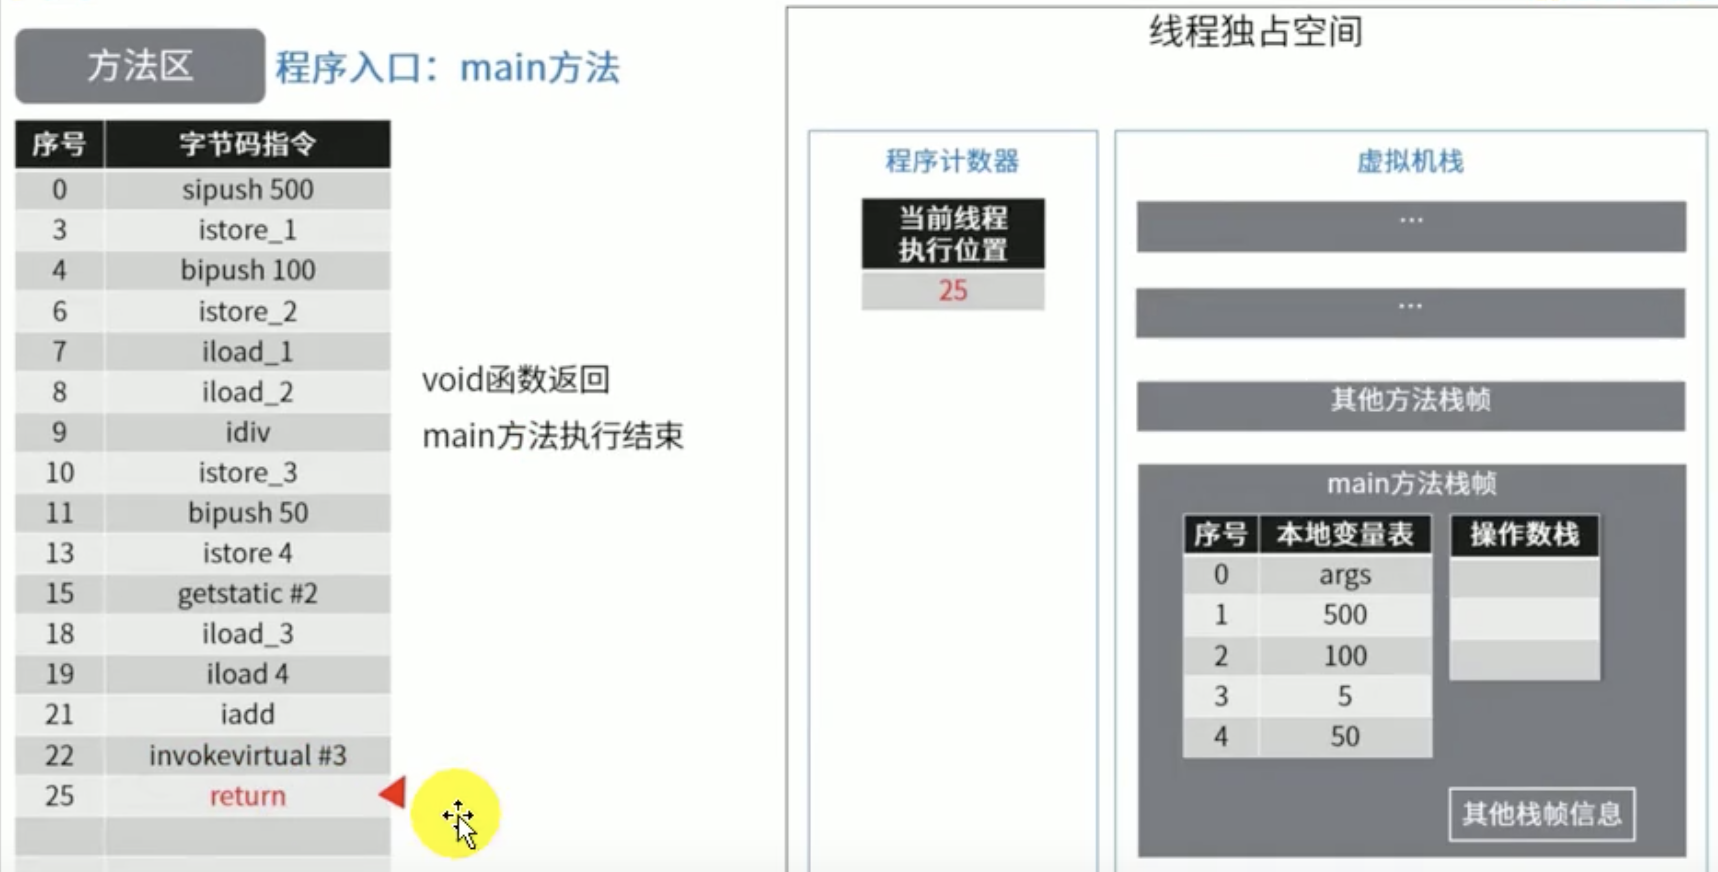 方法区 程序入口：main方法
序号 字节码指令
0 sipush 500
3 istore_1
4 bipush 100
6 istore_2
7 iload_1
8 iload_2
9 idiv
10 istore_3
11 bipush 50
13 istore 4
15 getstatic #2
18 iload_3
19 iload 4
21 iadd
22 invokevirtual #3
25 return
void函数返回
main方法执行结束
线程独占空间
程序计数器
当前线程
执行位置
25
虚拟机栈
...
...
其他方法栈帧
main方法栈帧
序号 本地变量表
0 args
1 500
2 100
3 5
4 50
操作数栈
其他栈帧信息